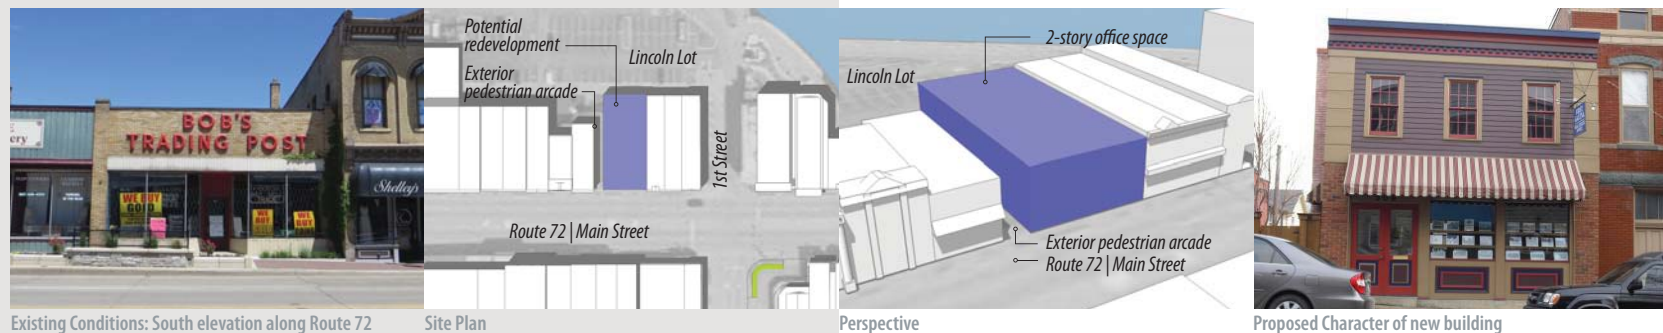 BOB'S
TRADING POST
ery
WE BUY
GOLD
WE
BUY
WE
BUY
Shelley's
Potential
redevelopment
Exterior
pedestrian arcade
Lincoln Lot
1st Street
Route 72 | Main Street
Lincoln Lot
2-story office space
Exterior pedestrian arcade
Route 72 | Main Street
Existing Conditions: South elevation along Route 72
Site Plan
Perspective
Proposed Character of new building